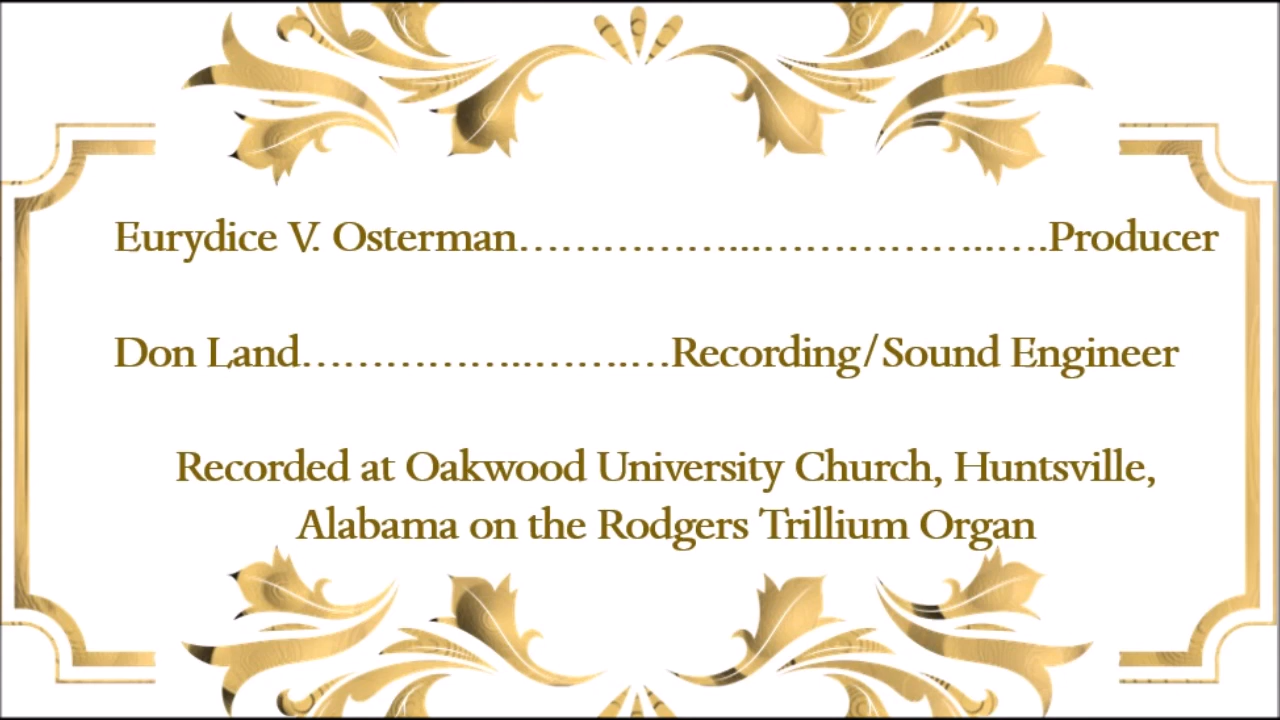 Eurydice V. Osterman……………...……………..….Producer
Don Land……………..…….…Recording/Sound Engineer
Recorded at Oakwood University Church, Huntsville,
Alabama on the Rodgers Trillium Organ